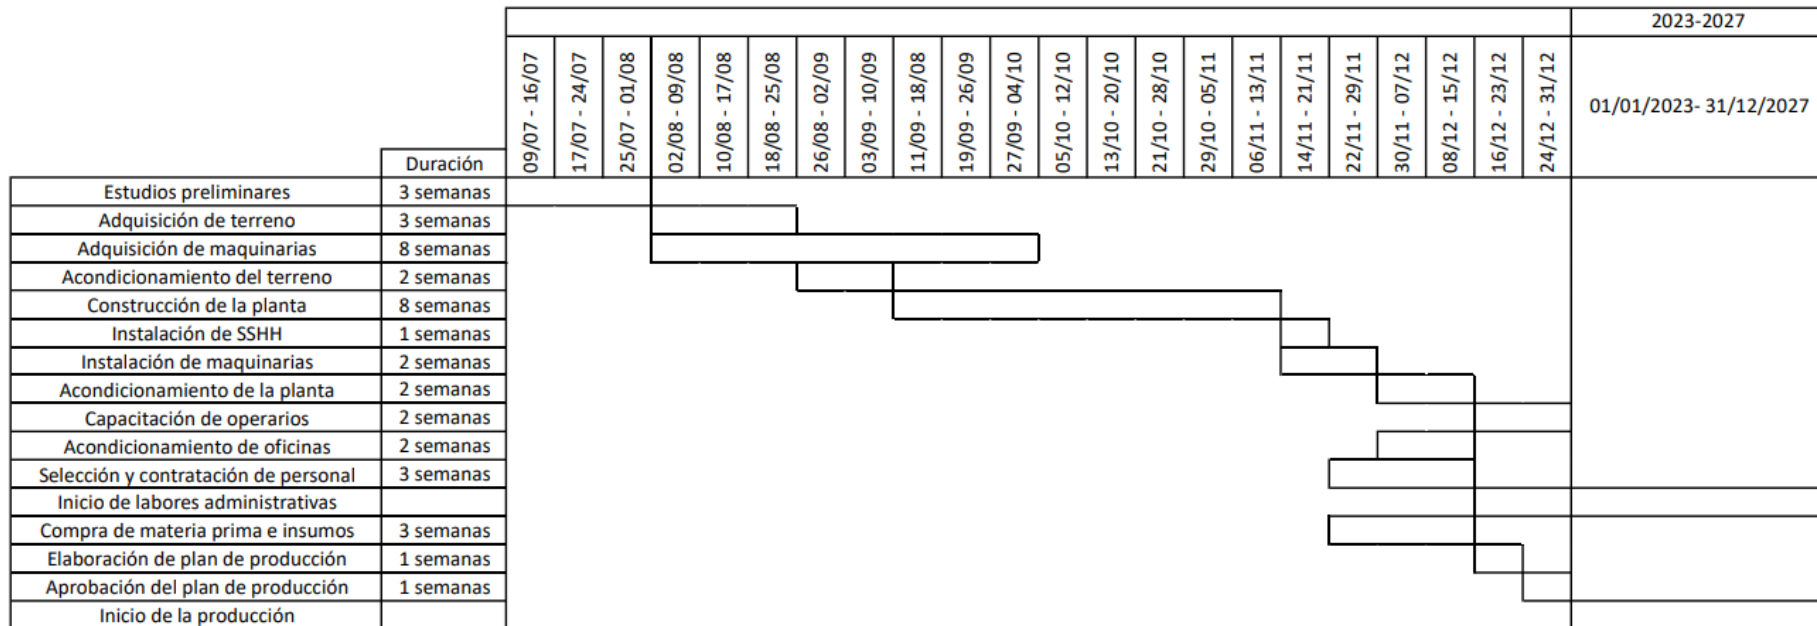 2023-2027
09/07 - 16/07
17/07 - 24/07
25/07 - 01/08
02/08 - 09/08
10/08 - 17/08
18/08 - 25/08
26/08 - 02/09
03/09 - 10/09
11/09 - 18/08
19/09 - 26/09
27/09 - 04/10
05/10 - 12/10
13/10 - 20/10
21/10 - 28/10
29/10 - 05/11
06/11 - 13/11
14/11 - 21/11
22/11 - 29/11
30/11 - 07/12
08/12 - 15/12
16/12 - 23/12
24/12 - 31/12
01/01/2023- 31/12/2027
Duración
Estudios preliminares 3 semanas
Adquisición de terreno 3 semanas
Adquisición de maquinarias 8 semanas
Acondicionamiento del terreno 2 semanas
Construcción de la planta 8 semanas
Instalación de SSHH 1 semanas
Instalación de maquinarias 2 semanas
Acondicionamiento de la planta 2 semanas
Capacitación de operarios 2 semanas
Acondicionamiento de oficinas 2 semanas
Selección y contratación de personal 3 semanas
Inicio de labores administrativas
Compra de materia prima e insumos 3 semanas
Elaboración de plan de producción 1 semanas
Aprobación del plan de producción 1 semanas
Inicio de la producción